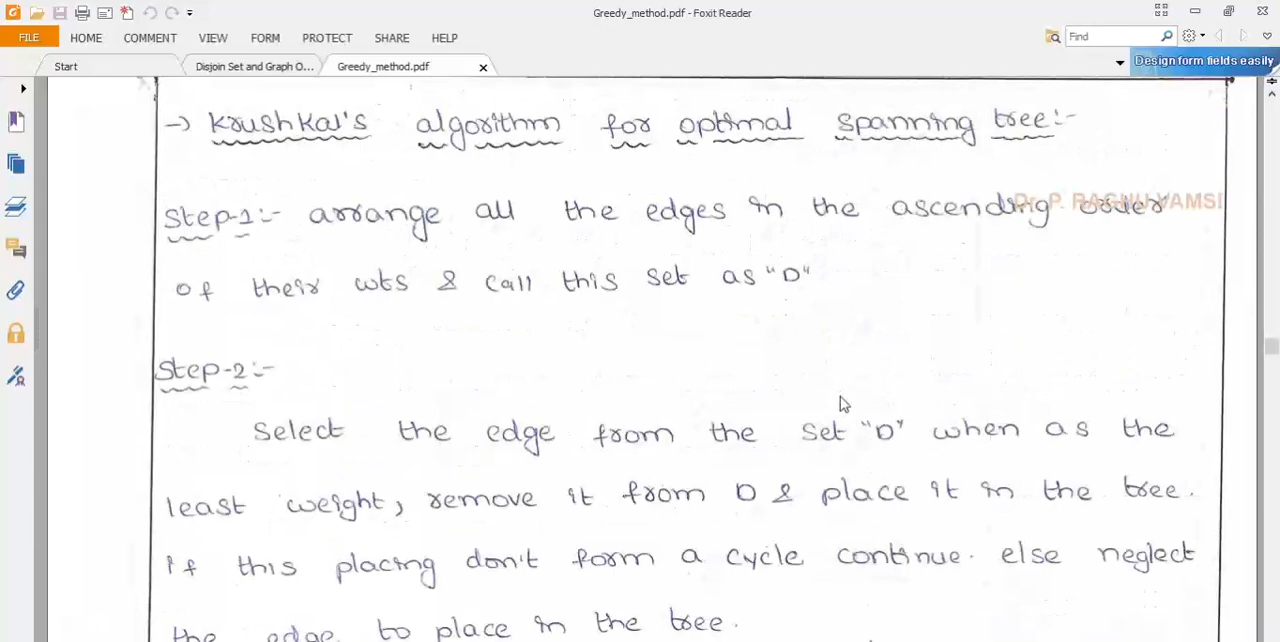 Greedy_method.pdf - Foxit Reader
FILE HOME COMMENT VIEW FORM PROTECT SHARE HELP
Find
Start Disjoin Set and Graph O... Greedy_method.pdf
Design form fields easily
→ Krushkal's algorithm for optimal spanning tree:-
Dr. P. RAGHU VAMSI
Step-1:- arrange all the edges in the ascending order
of their wts & call this set as "D"
Step-2:-
Select the edge from the set "D" when as the
least weight, remove it from D & place it in the tree.
if this placing don't form a cycle continue. else neglect
the edge to place in the tree.